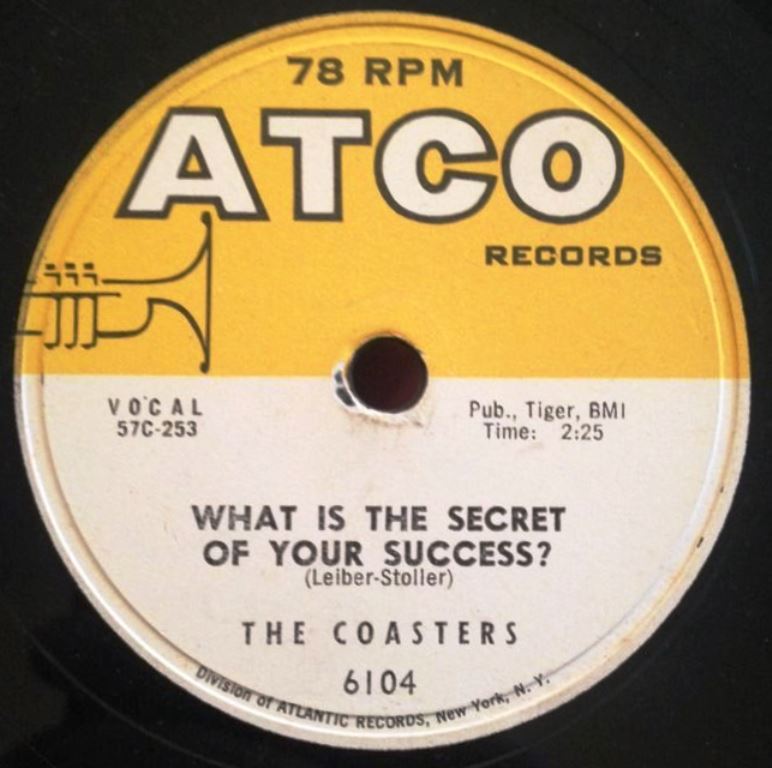 78 RPM
ATCO
RECORDS
VOCAL
57C-253
Pub., Tiger, BMI
Time: 2:25
WHAT IS THE SECRET
OF YOUR SUCCESS?
(Leiber-Stoller)
THE COASTERS
6104
Division of ATLANTIC RECORDS, New York, N. Y.